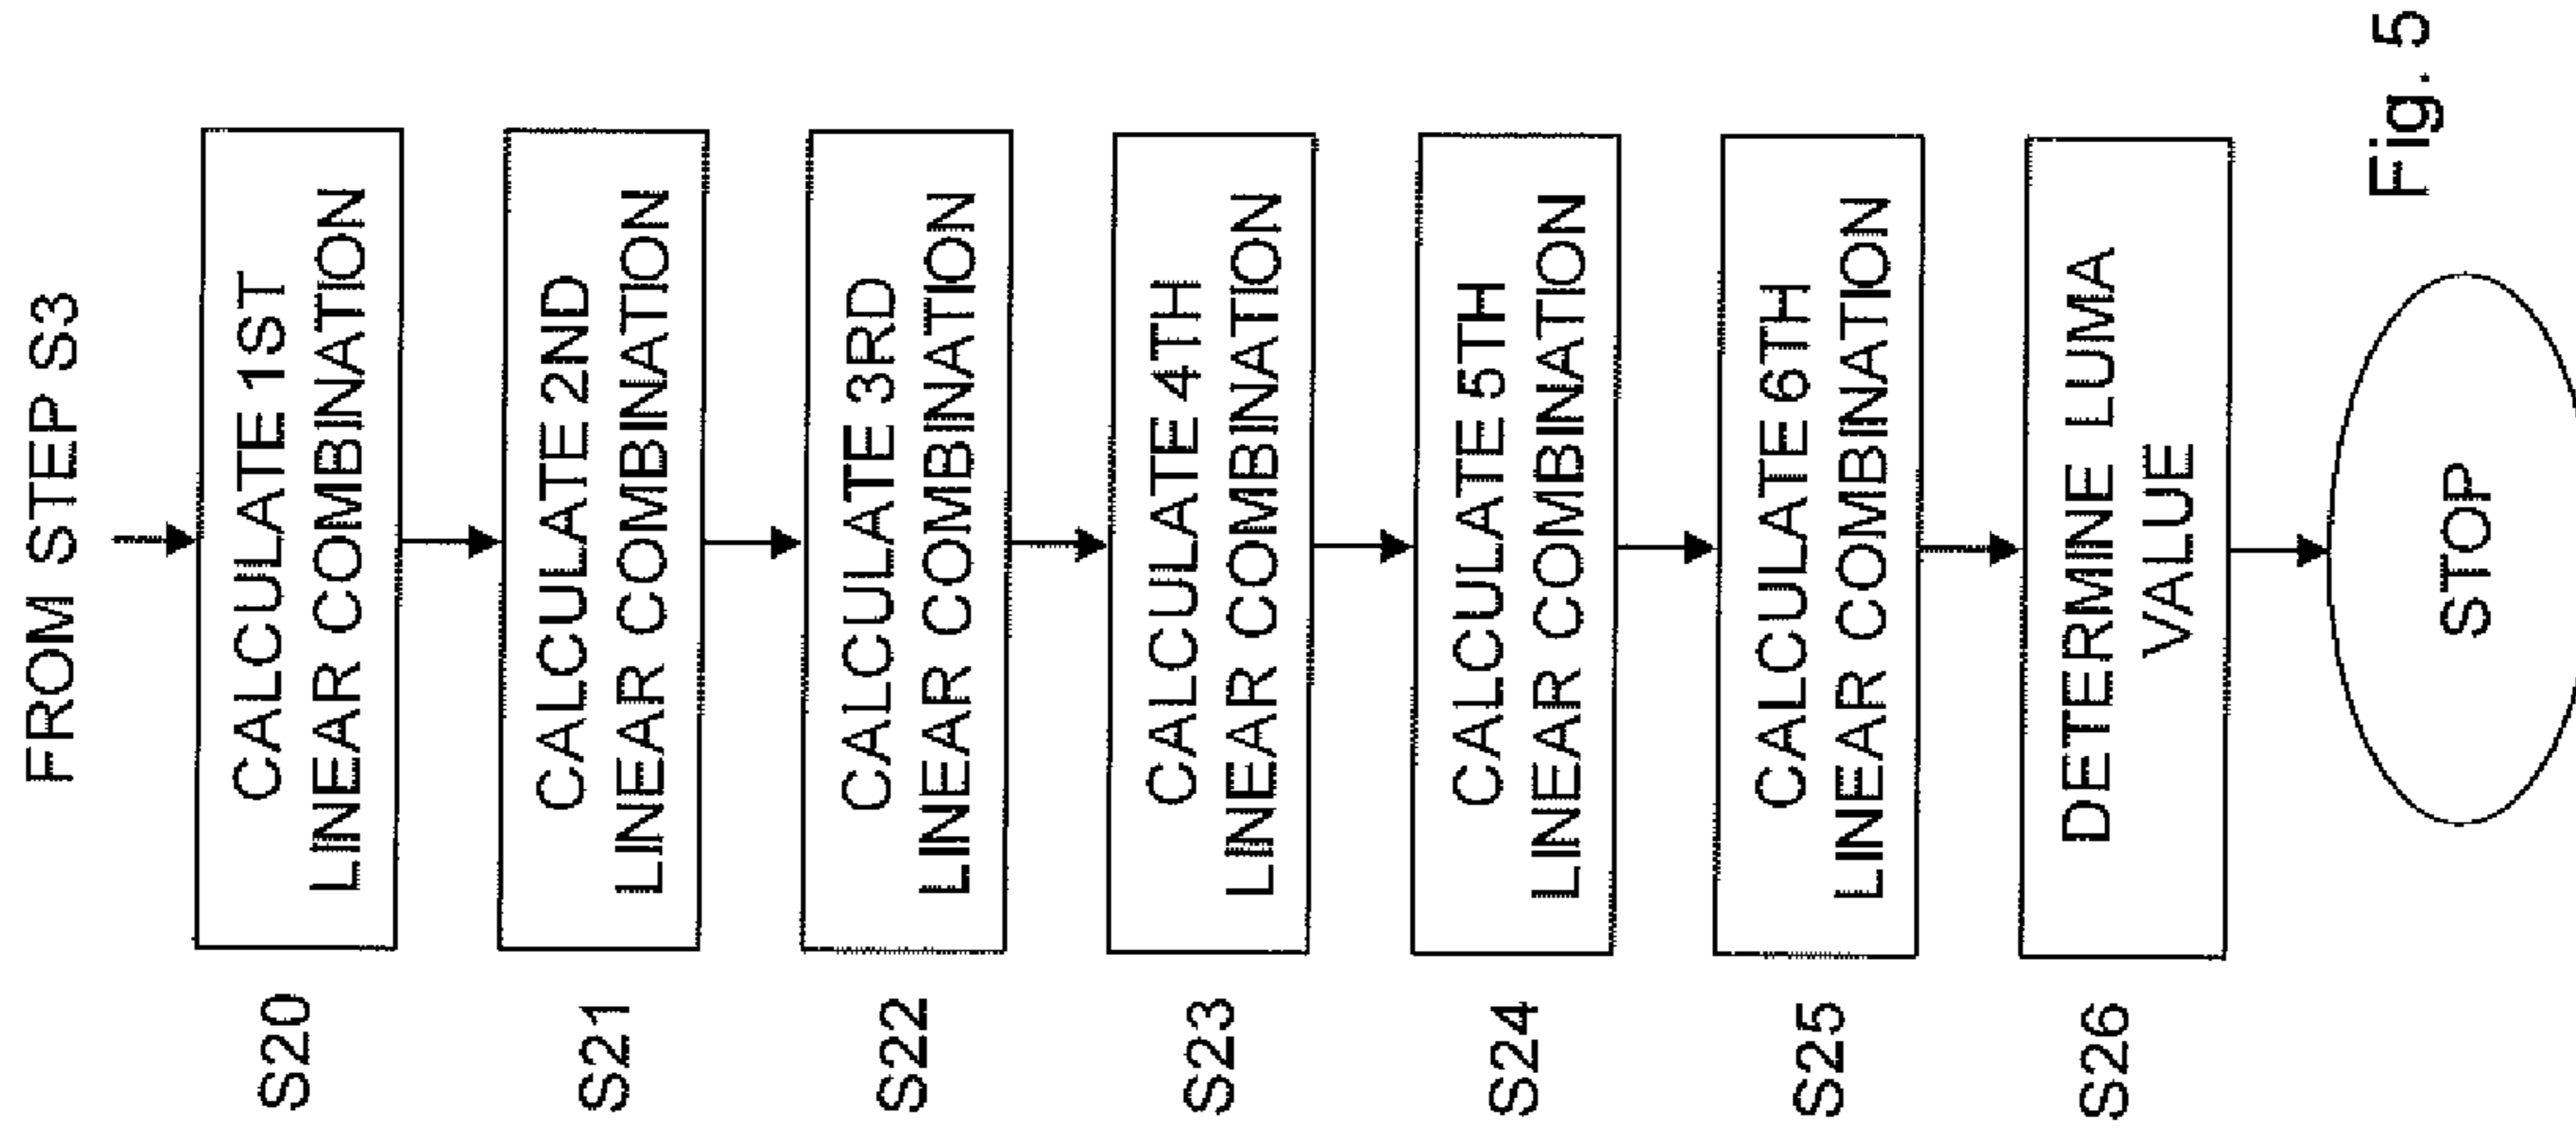 FROM STEP S3
S20
CALCULATE 1ST
LINEAR COMBINATION
S21
CALCULATE 2ND
LINEAR COMBINATION
S22
CALCULATE 3RD
LINEAR COMBINATION
S23
CALCULATE 4TH
LINEAR COMBINATION
S24
CALCULATE 5TH
LINEAR COMBINATION
S25
CALCULATE 6TH
LINEAR COMBINATION
S26
DETERMINE LUMA
VALUE
STOP
Fig. 5